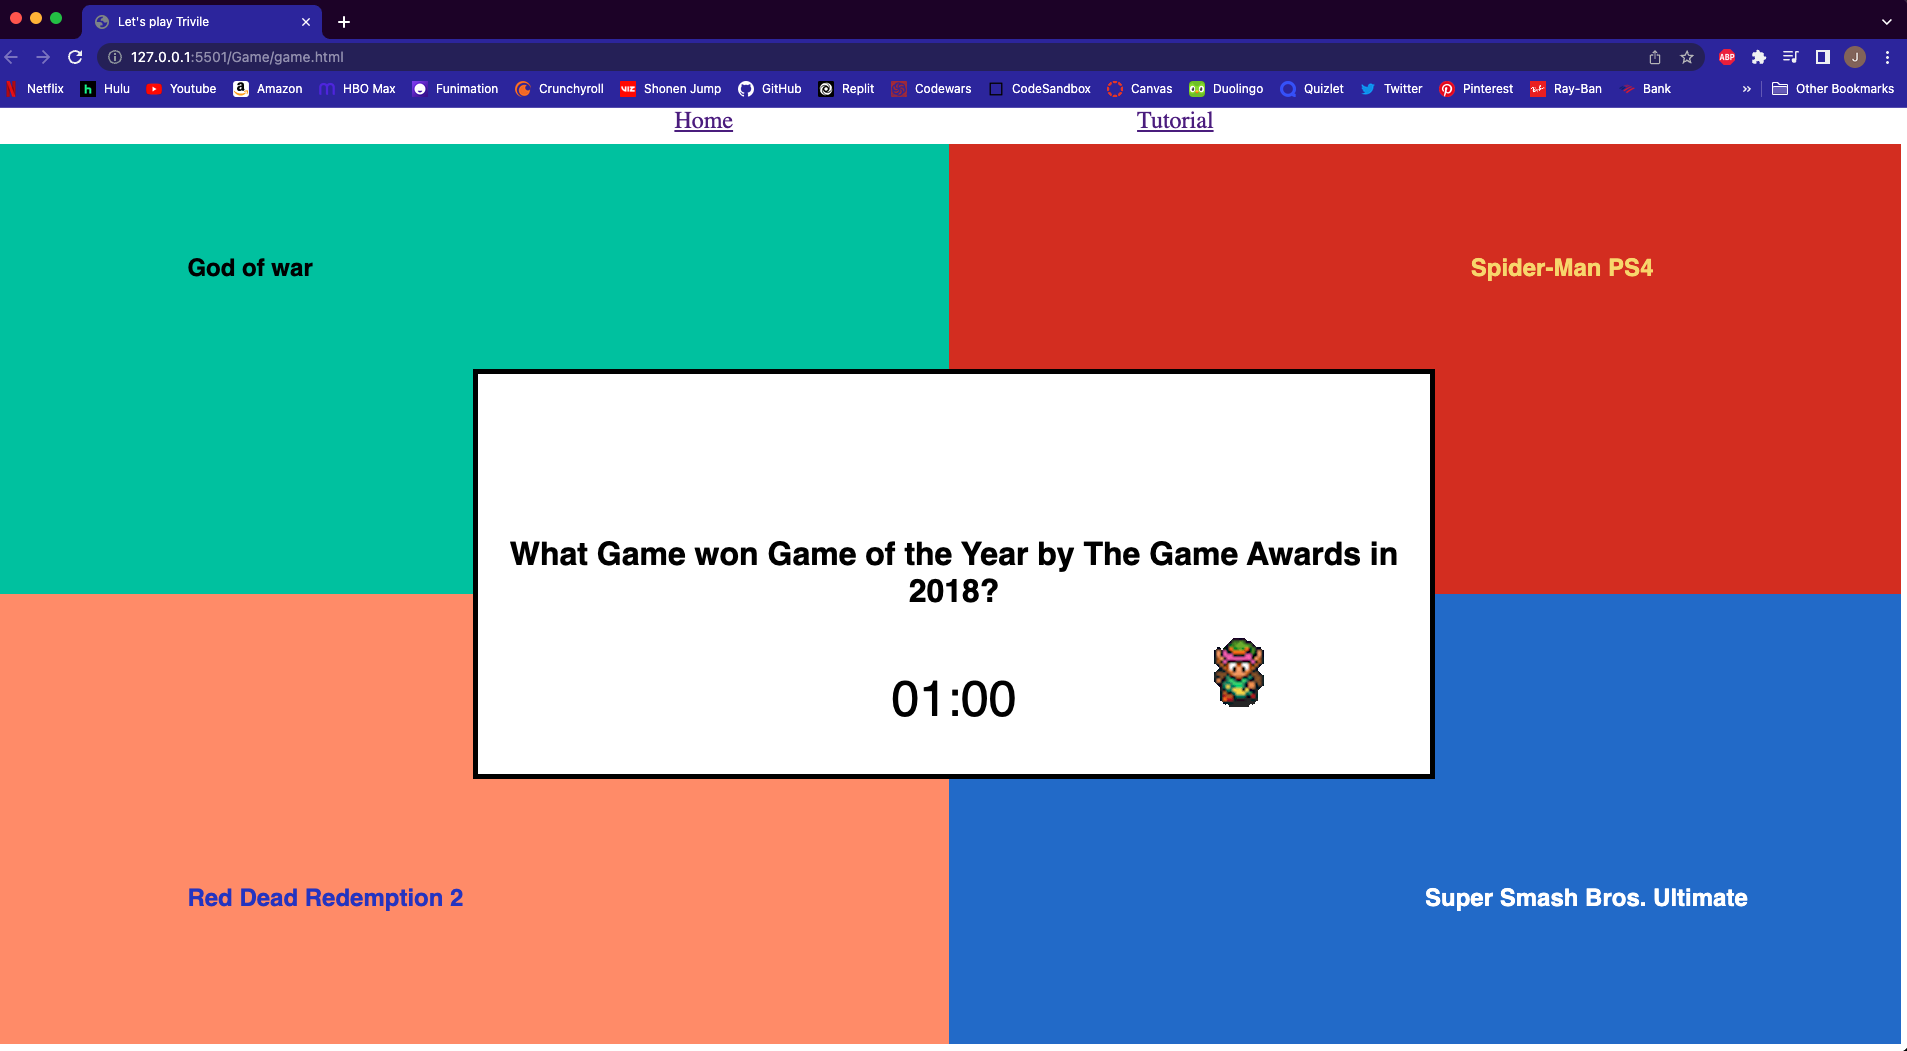 Let's play Trivile
127.0.0.1:5501/Game/game.html
ABP
J
Netflix
h Hulu
Youtube
a Amazon
HBO Max
Funimation
Crunchyroll
VIZ Shonen Jump
GitHub
Replit
Codewars
CodeSandbox
Canvas
Duolingo
Quizlet
Twitter
Pinterest
Ray-Ban
Bank
»
Other Bookmarks
Home
Tutorial
God of war
Spider-Man PS4
What Game won Game of the Year by The Game Awards in
2018?
01:00
Red Dead Redemption 2
Super Smash Bros. Ultimate